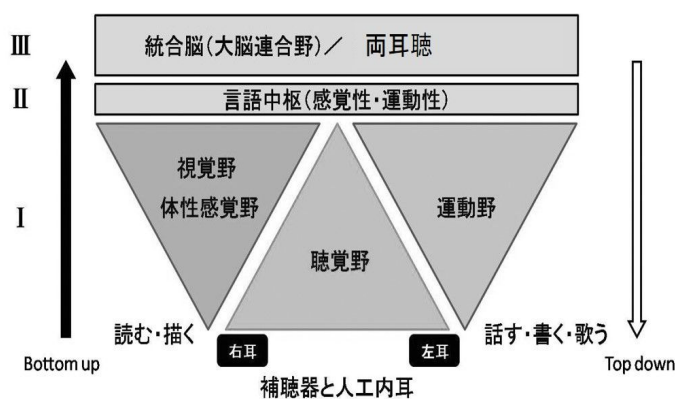 Ⅲ
統合脳(大脳連合野)/ 両耳聴
Ⅱ
言語中枢(感覚性・運動性)
Ⅰ
視覚野
体性感覚野
聴覚野
運動野
読む・描く
話す・書く・歌う
右耳
左耳
Bottom up
Top down
補聴器と人工内耳